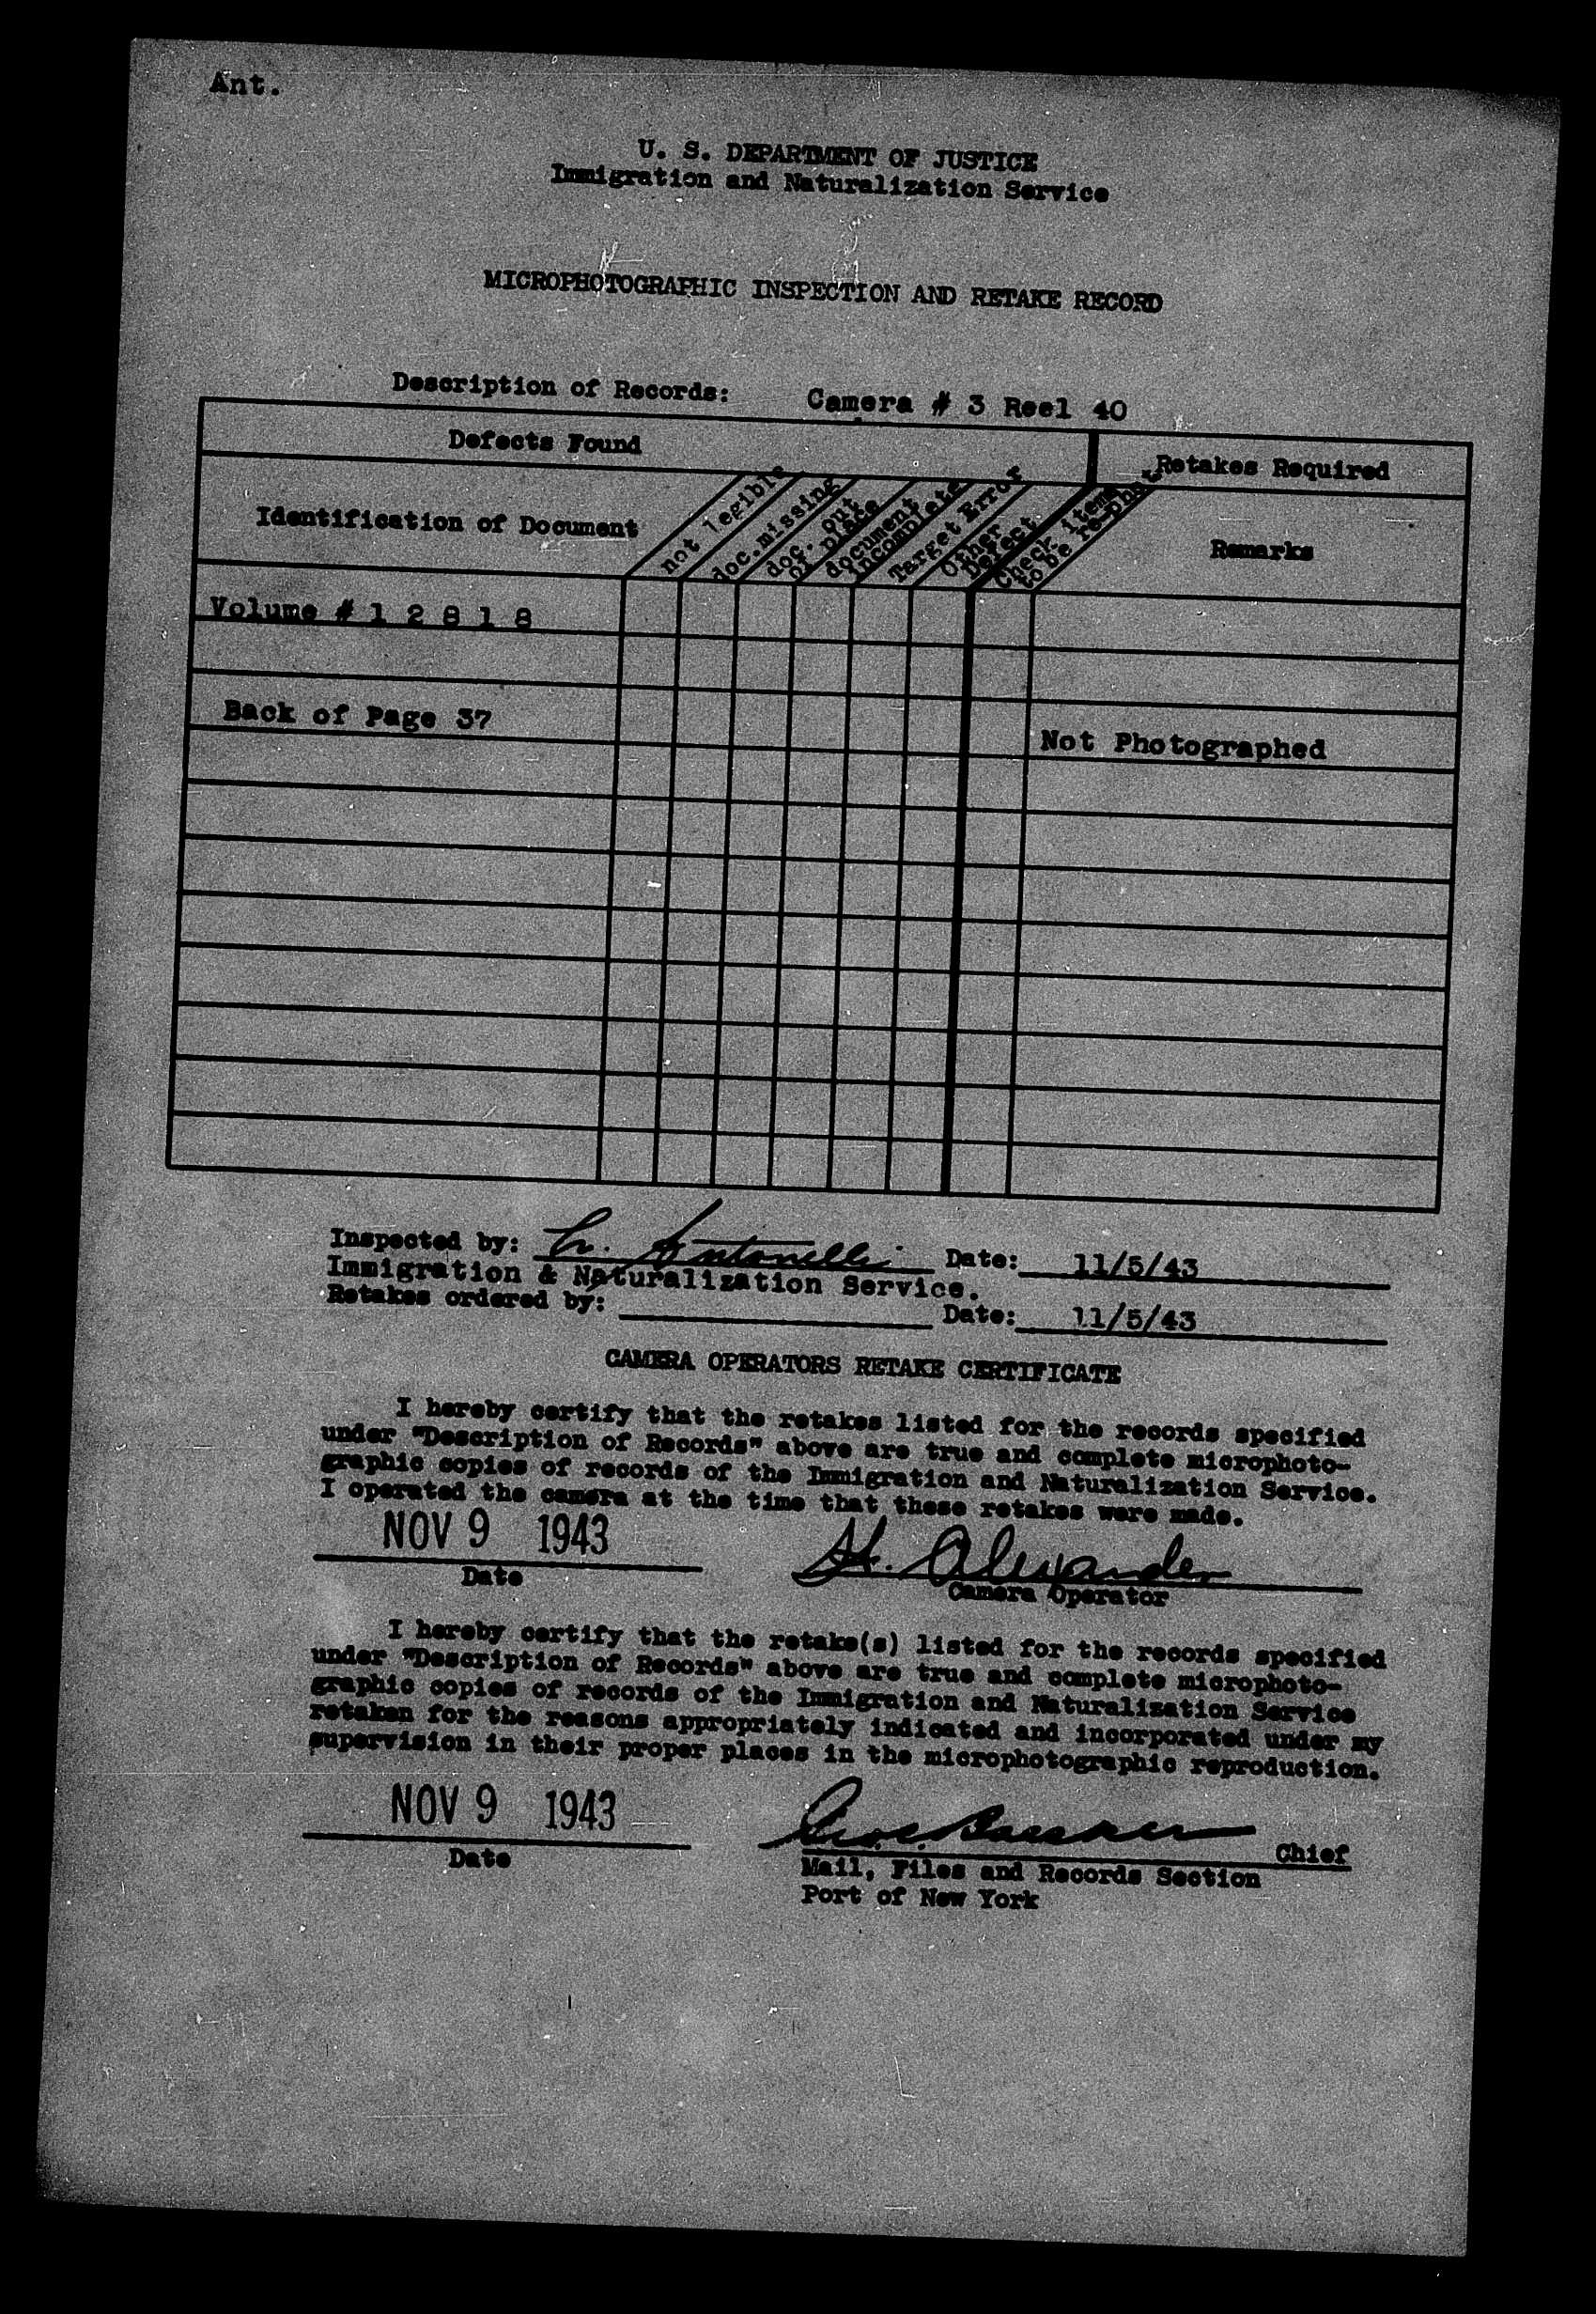 Ant.
U. S. DEPARTMENT OF JUSTICE
Immigration and Naturalization Service
MICROPHOTOGRAPHIC INSPECTION AND RETAKE RECORD
Description of Records: Camera # 3 Reel 40
Defects Found
Retakes Required
Identification of Document
not legible
doc. missing
doc. out
of place
document
incomplete
Target Error
Other
Defect
Check items
to be re-phot.
Remarks
Volume # 1 2 8 1 8
Back of Page 37
Not Photographed
Inspected by: Antonelli Date: 11/5/43
Immigration & Naturalization Service.
Retakes ordered by: Date: 11/5/43
CAMERA OPERATORS RETAKE CERTIFICATE
I hereby certify that the retakes listed for the records specified
under "Description of Records" above are true and complete microphoto-
graphic copies of records of the Immigration and Naturalization Service.
I operated the camera at the time that these retakes were made.
NOV 9 1943
H. Alexander
Date
Camera Operator
I hereby certify that the retake(s) listed for the records specified
under "Description of Records" above are true and complete microphoto-
graphic copies of records of the Immigration and Naturalization Service
retaken for the reasons appropriately indicated and incorporated under my
supervision in their proper places in the microphotographic reproduction.
NOV 9 1943
Chief
Date
Mail, Files and Records Section
Port of New York